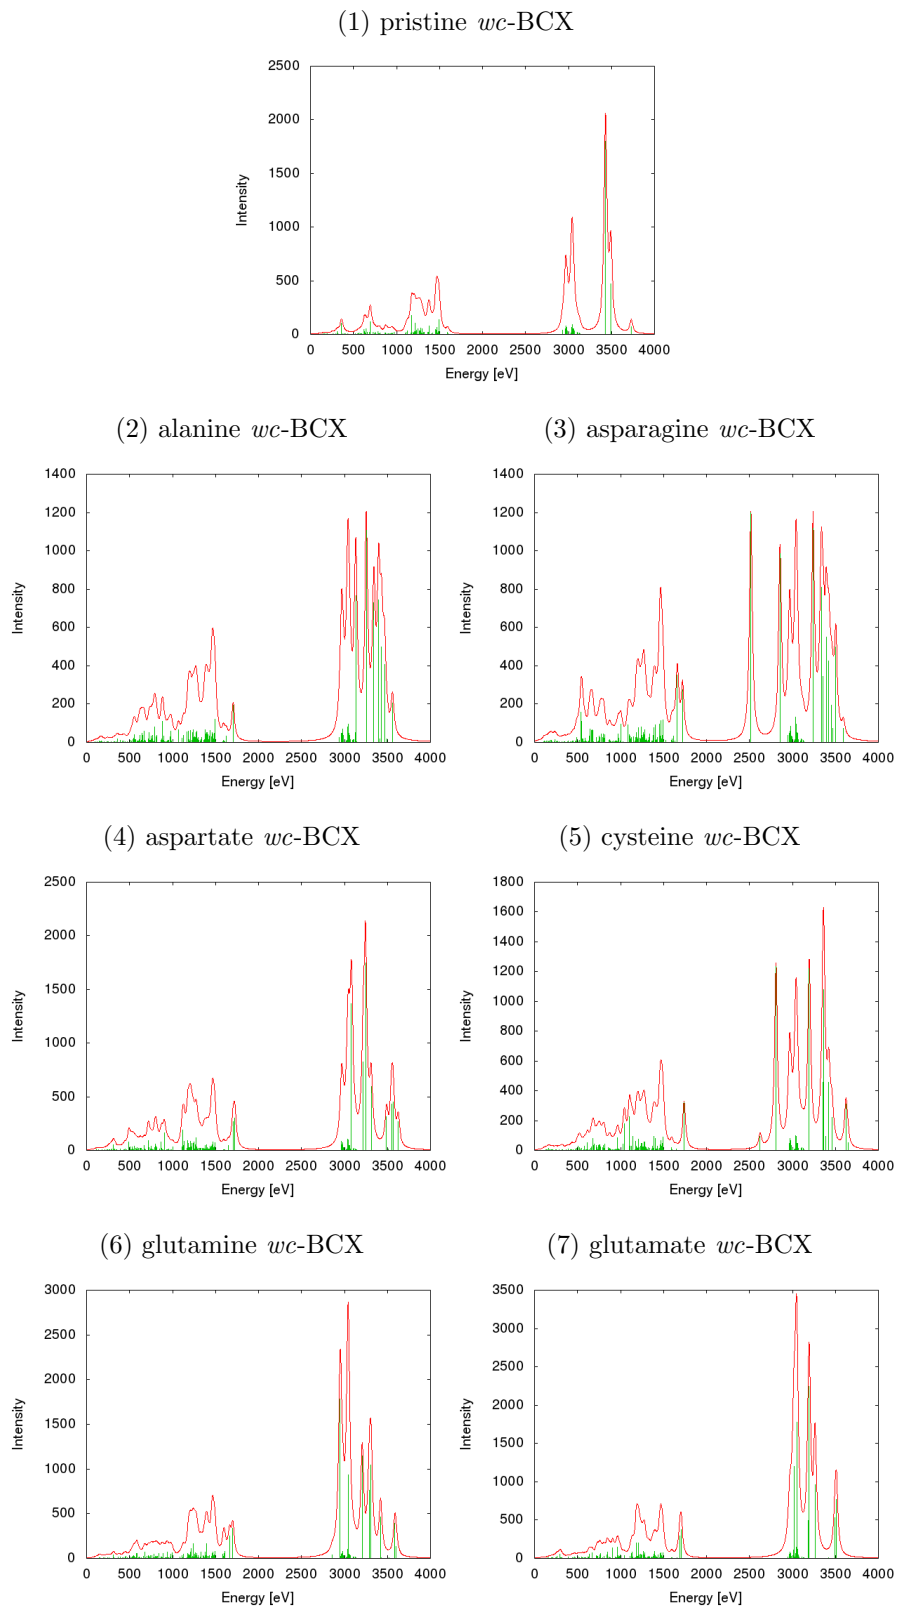 (1) pristine wc-BCX
2500
2000
1500
1000
500
0
Intensity
0 500 1000 1500 2000 2500 3000 3500 4000
Energy [eV]
(2) alanine wc-BCX
(3) asparagine wc-BCX
1400
1200
1000
800
600
400
200
0
Intensity
0 500 1000 1500 2000 2500 3000 3500 4000
Energy [eV]
1400
1200
1000
800
600
400
200
0
Intensity
0 500 1000 1500 2000 2500 3000 3500 4000
Energy [eV]
(4) aspartate wc-BCX
(5) cysteine wc-BCX
2500
2000
1500
1000
500
0
Intensity
0 500 1000 1500 2000 2500 3000 3500 4000
Energy [eV]
1800
1600
1400
1200
1000
800
600
400
200
0
Intensity
0 500 1000 1500 2000 2500 3000 3500 4000
Energy [eV]
(6) glutamine wc-BCX
(7) glutamate wc-BCX
3000
2500
2000
1500
1000
500
0
Intensity
0 500 1000 1500 2000 2500 3000 3500 4000
Energy [eV]
3500
3000
2500
2000
1500
1000
500
0
Intensity
0 500 1000 1500 2000 2500 3000 3500 4000
Energy [eV]